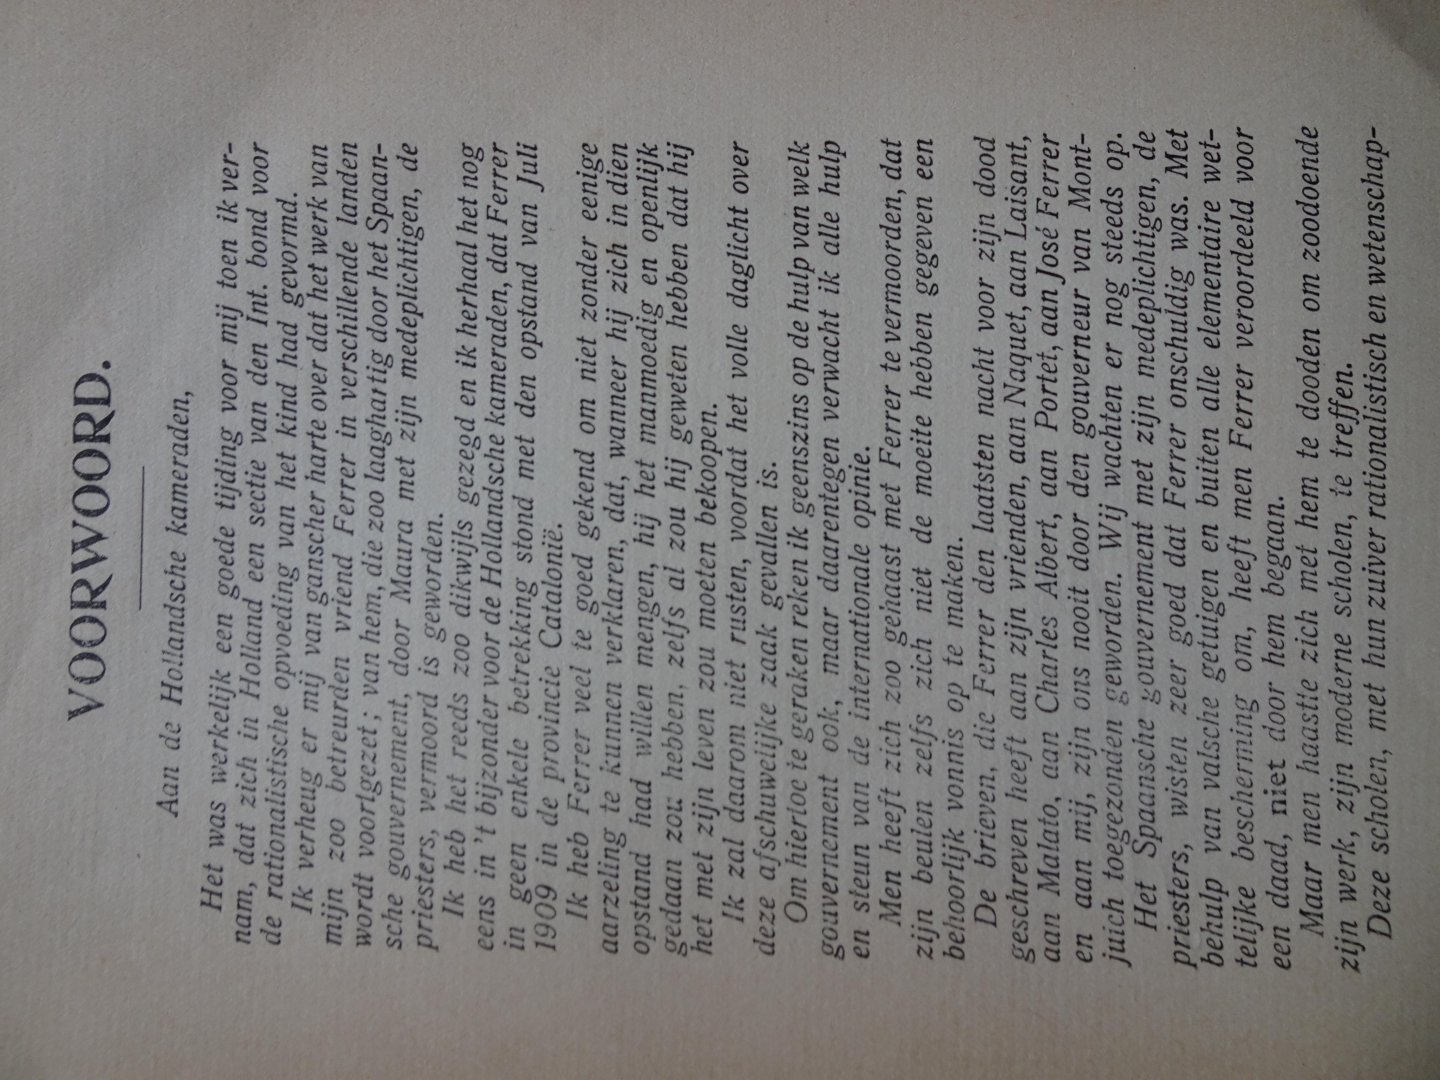 VOORWOORD.
Aan de Hollandsche kameraden,
Het was werkelijk een goede tijding voor mij toen ik ver-
nam, dat zich in Holland een sectie van den Int. bond voor
de rationalistische opvoeding van het kind had gevormd.
Ik verheug er mij van ganscher harte over dat het werk van
mijn zoo betreurden vriend Ferrer in verschillende landen
wordt voortgezet; van hem, die zoo laaghartig door het Spaan-
sche gouvernement, door Maura met zijn medeplichtigen, de
priesters, vermoord is geworden.
Ik heb het reeds zoo dikwijls gezegd en ik herhaal het nog
eens in 't bijzonder voor de Hollandsche kameraden, dat Ferrer
in geen enkele betrekking stond met den opstand van Juli
1909 in de provincie Catalonië.
Ik heb Ferrer veel te goed gekend om niet zonder eenige
aarzeling te kunnen verklaren, dat, wanneer hij zich in dien
opstand had willen mengen, hij het manmoedig en openlijk
gedaan zou hebben, zelfs al zou hij geweten hebben dat hij
het met zijn leven zou moeten bekoopen.
Ik zal daarom niet rusten, voordat het volle daglicht over
deze afschuwelijke zaak gevallen is.
Om hiertoe te geraken reken ik geenszins op de hulp van welk
gouvernement ook, maar daarentegen verwacht ik alle hulp
en steun van de internationale opinie.
Men heeft zich zoo gehaast met Ferrer te vermoorden, dat
zijn beulen zelfs zich niet de moeite hebben gegeven een
behoorlijk vonnis op te maken.
De brieven, die Ferrer den laatsten nacht voor zijn dood
geschreven heeft aan zijn vrienden, aan Naquet, aan Laisant,
aan Malato, aan Charles Albert, aan Portet, aan José Ferrer
en aan mij, zijn ons nooit door den gouverneur van Mont-
juich toegezonden geworden. Wij wachten er nog steeds op.
Het Spaansche gouvernement met zijn medeplichtigen, de
priesters, wisten zeer goed dat Ferrer onschuldig was. Met
behulp van valsche getuigen en buiten alle elementaire wet-
telijke bescherming om, heeft men Ferrer veroordeeld voor
een daad, niet door hem begaan.
Maar men haastte zich met hem te dooden om zoodoende
zijn werk, zijn moderne scholen, te treffen.
Deze scholen, met hun zuiver rationalistisch en wetenschap-